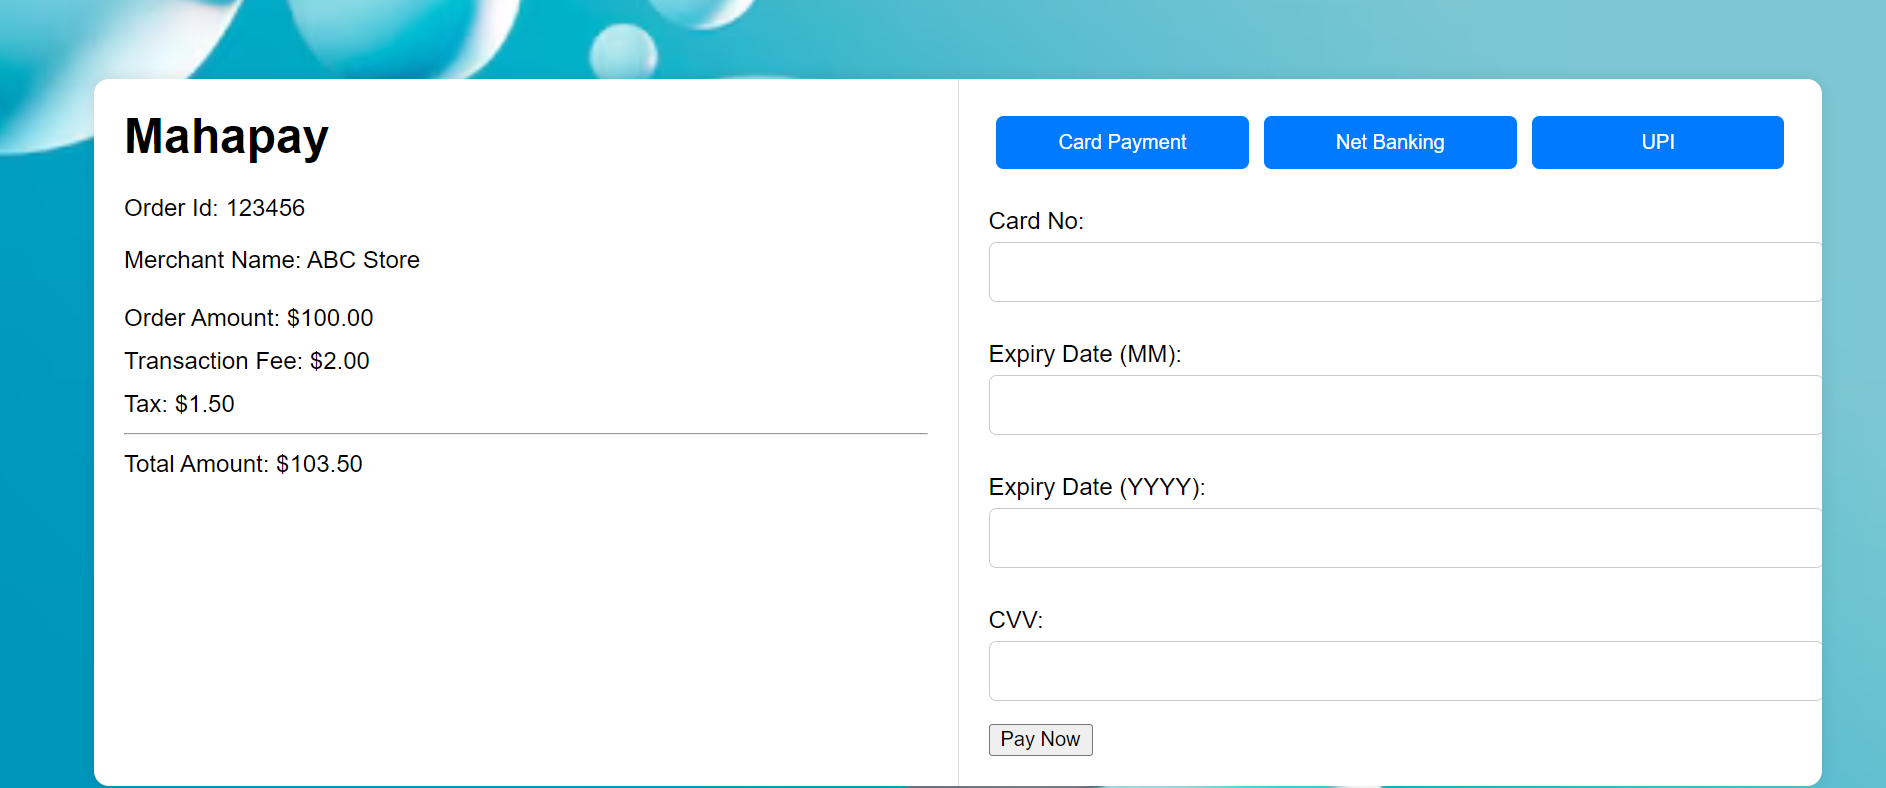 Mahapay
Order Id: 123456
Merchant Name: ABC Store
Order Amount: $100.00
Transaction Fee: $2.00
Tax: $1.50
Total Amount: $103.50
Card Payment
Net Banking
UPI
Card No:
Expiry Date (MM):
Expiry Date (YYYY):
CVV:
Pay Now